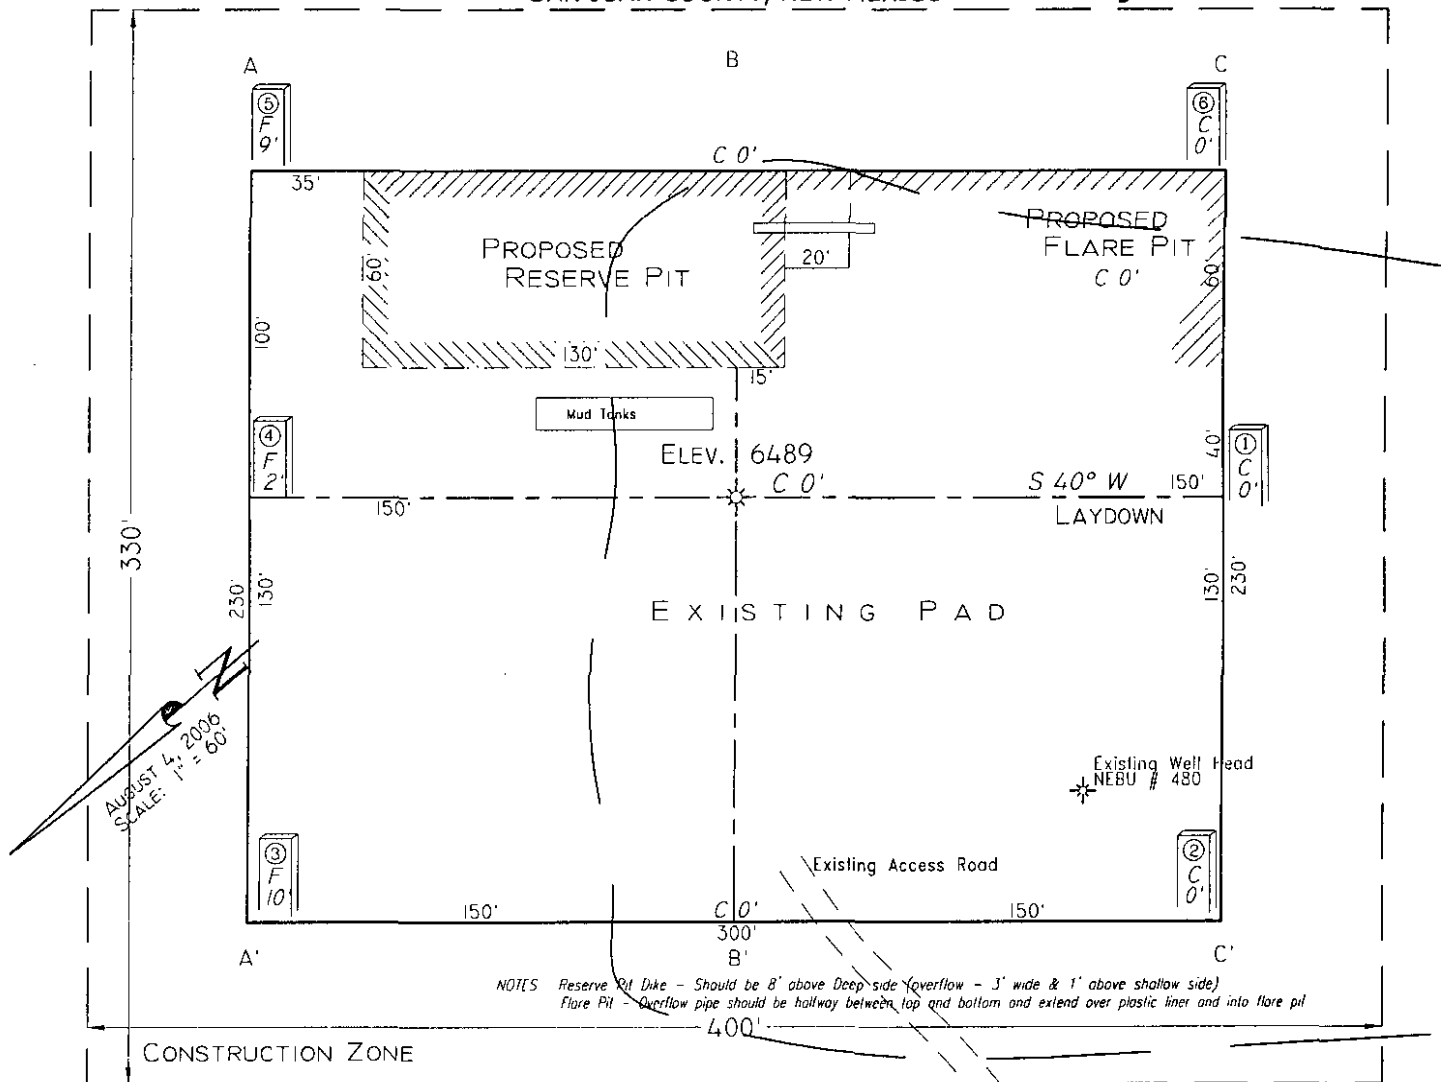 A
B
C
⑤
F
9'
⑥
C
0'
C 0'
35'
PROPOSED
RESERVE PIT
PROPOSED
FLARE PIT
C 0'
20'
60'
60'
100'
130'
15'
Mud Tanks
④
F
2'
ELEV. 6489
C 0'
40'
①
C
0'
S 40° W
150'
150'
LAYDOWN
330'
230'
130'
130'
230'
EXISTING PAD
N
AUGUST 4, 2006
SCALE: 1" = 60'
Existing Well Head
NEBU # 480
Existing Access Road
③
F
10'
②
C
0'
150'
C 0'
150'
300'
A'
B'
C'
NOTES Reserve Pit Dike - Should be 8' above Deep side (overflow - 3' wide & 1' above shallow side)
Flare Pit - Overflow pipe should be halfway between top and bottom and extend over plastic liner and into flare pit
400'
CONSTRUCTION ZONE